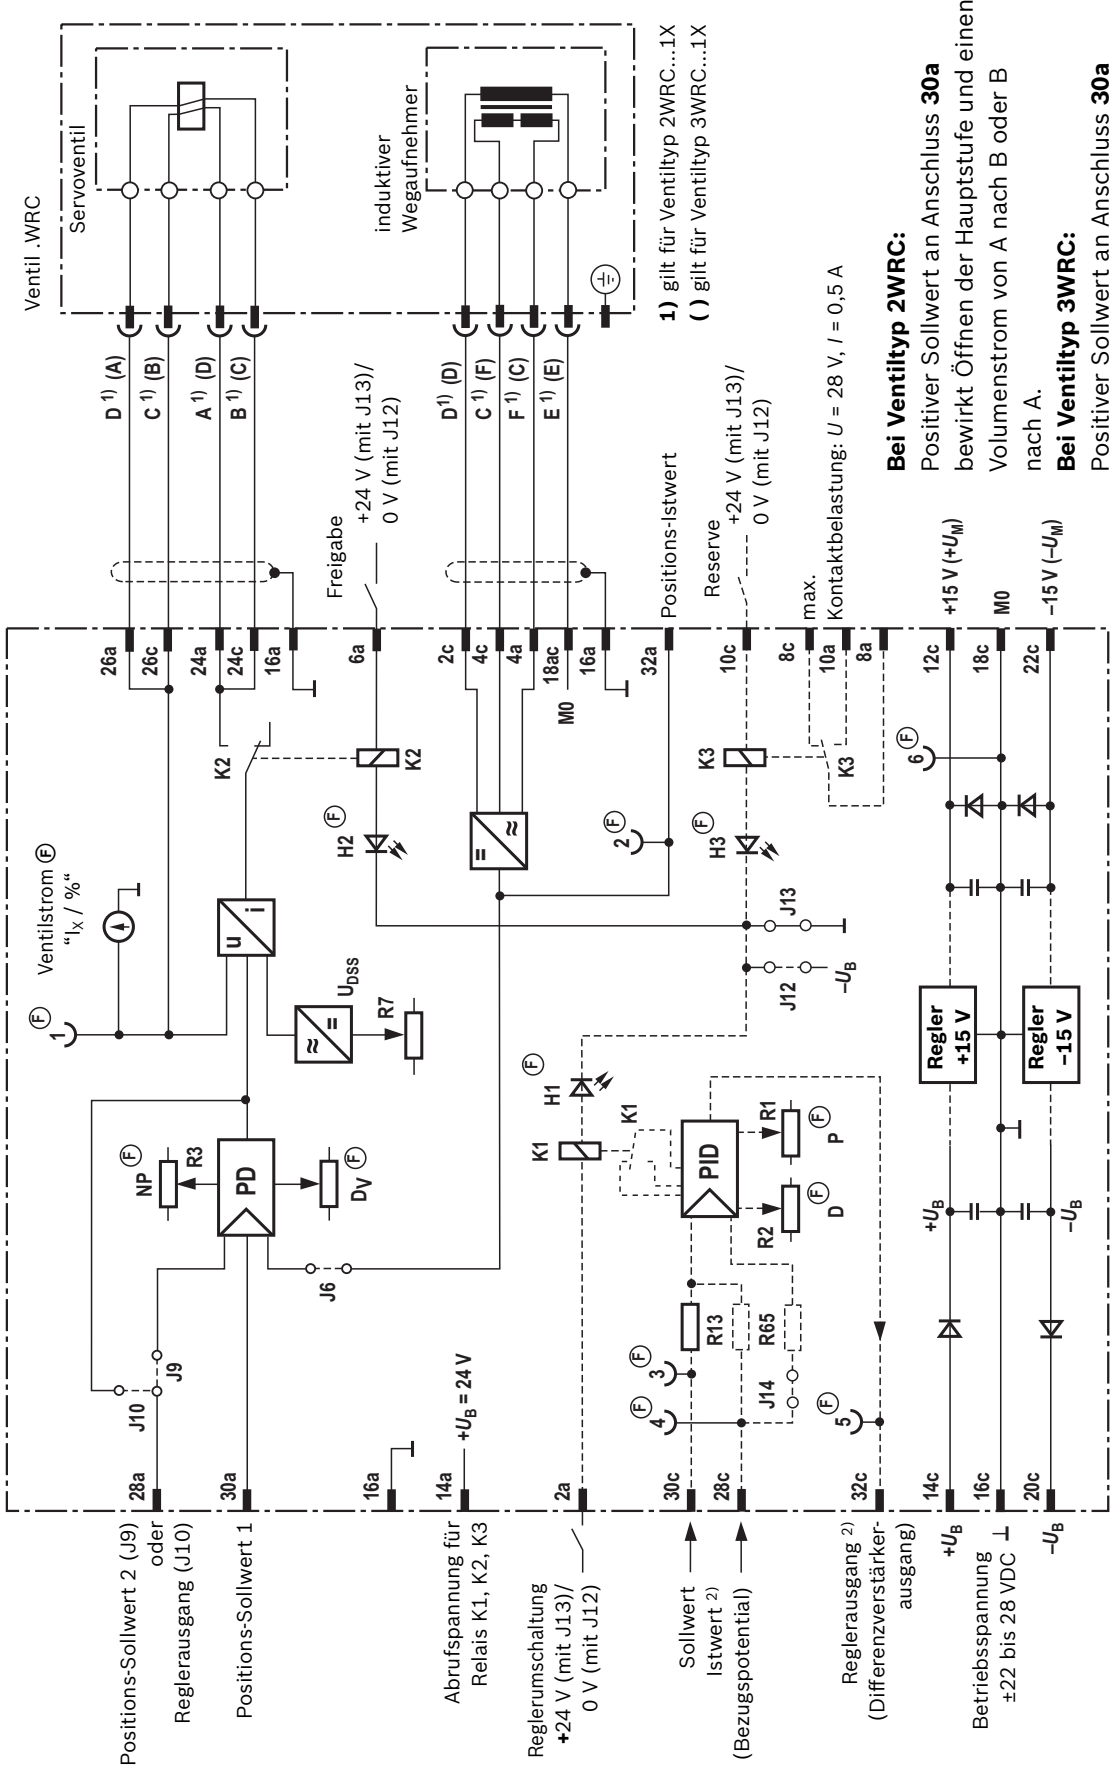 Ventil .WRC
Servoventil
induktiver
Wegaufnehmer
1) gilt für Ventiltyp 2WRC...1X
( ) gilt für Ventiltyp 3WRC...1X
D 1) (A)
C 1) (B)
A 1) (D)
B 1) (C)
D1) (D)
C 1) (F)
F 1) (C)
E 1) (E)
Freigabe
+24 V (mit J13)/
0 V (mit J12)
Positions-Istwert
Reserve
+24 V (mit J13)/
0 V (mit J12)
max.
Kontaktbelastung: U = 28 V, I = 0,5 A
+15 V (+UM)
M0
−15 V (−UM)
Bei Ventiltyp 2WRC:
Positiver Sollwert an Anschluss 30a
bewirkt Öffnen der Hauptstufe und einen
Volumenstrom von A nach B oder B
nach A.
Bei Ventiltyp 3WRC:
Positiver Sollwert an Anschluss 30a
26a
26c
24a
24c
16a
6a
2c
4c
4a
18ac
16a
32a
10c
8c
10a
8a
12c
18c
22c
M0
K2
K2
H2
F
Ventilstrom F
"IX / %"
1
F
u
i
UDSS
R7
≈
=
=
≈
2
F
K3
K3
H3
F
6
F
J13
J12
−UB
Regler
+15 V
Regler
−15 V
NP
F
R3
PD
DV
F
J6
J9
J10
H1
F
K1
K1
PID
R1
F
P
R2
F
D
R13
R65
J14
3
F
4
F
5
F
+UB
−UB
+UB = 24 V
28a
30a
16a
14a
2a
30c
28c
32c
14c
16c
20c
Positions-Sollwert 2 (J9)
oder
Reglerausgang (J10)
Positions-Sollwert 1
Abrufspannung für
Relais K1, K2, K3
Reglerumschaltung
+24 V (mit J13)/
0 V (mit J12)
Sollwert
Istwert 2)
(Bezugspotential)
Reglerausgang 2)
(Differenzverstärker-
ausgang)
+UB
Betriebsspannung ⊥
±22 bis 28 VDC
−UB